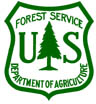 FOREST SERVICE
U S
DEPARTMENT OF AGRICULTURE